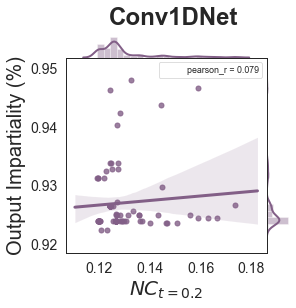 Conv1DNet
pearson_r = 0.079
Output Impartiality (%)
0.95
0.94
0.93
0.92
0.12 0.14 0.16 0.18
NC_{t=0.2}